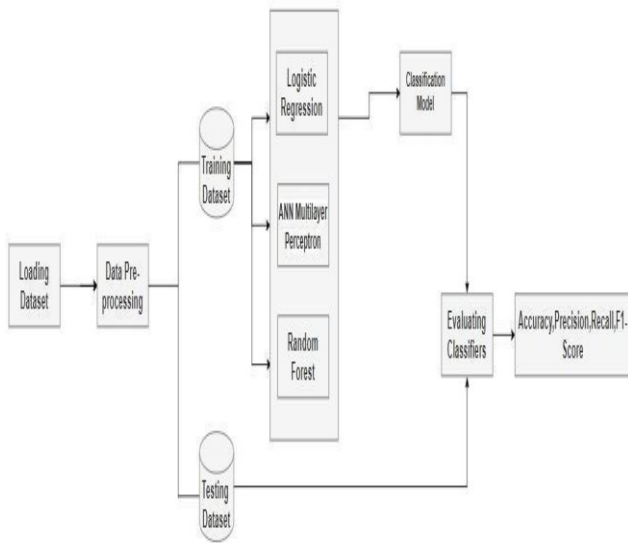 Loading
Dataset
Data Pre-
processing
Training
Dataset
Testing
Dataset
Logistic
Regression
ANN Multilayer
Perceptron
Random
Forest
Classification
Model
Evaluating
Classifiers
Accuracy,Precision,Recall,F1-
Score